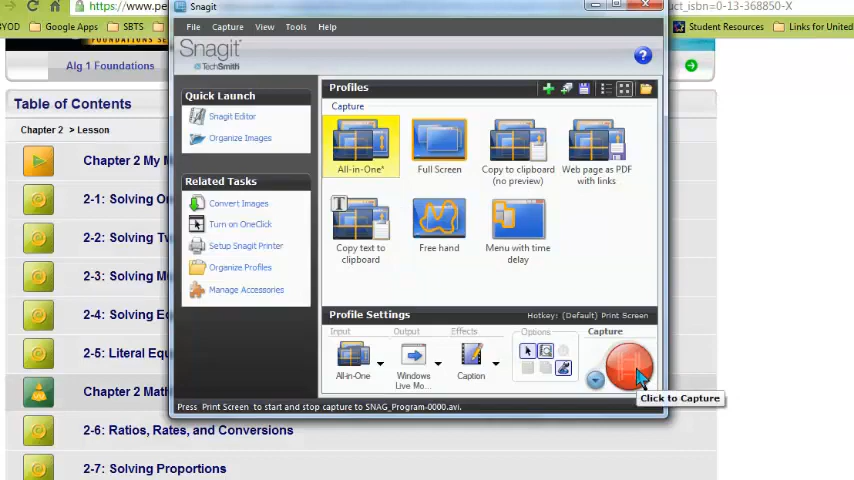 https://www.pe
uct_isbn=0-13-368850-X
BYOD
Google Apps
SBTS
Student Resources
Links for United
FOUNDATIONS SE
Alg 1 Foundations
Table of Contents
Chapter 2 > Lesson
Chapter 2 My M
2-1: Solving On
2-2: Solving Tw
2-3: Solving M
2-4: Solving Eq
2-5: Literal Equ
Chapter 2 Math
2-6: Ratios, Rates, and Conversions
2-7: Solving Proportions
Snagit
File Capture View Tools Help
Snagit
TechSmith
Quick Launch
Snagit Editor
Organize Images
Related Tasks
Convert Images
Turn on OneClick
Setup Snagit Printer
Organize Profiles
Manage Accessories
Profiles
Capture
All-in-One*
Full Screen
Copy to clipboard
(no preview)
Web page as PDF
with links
T
Copy text to
clipboard
Free hand
Menu with time
delay
Profile Settings
Hotkey: (Default) Print Screen
Input
Output
Effects
Options
Capture
All-in-One
Windows
Live Mo...
Caption
Click to Capture
Press Print Screen to start and stop capture to SNAG_Program-0000.avi.